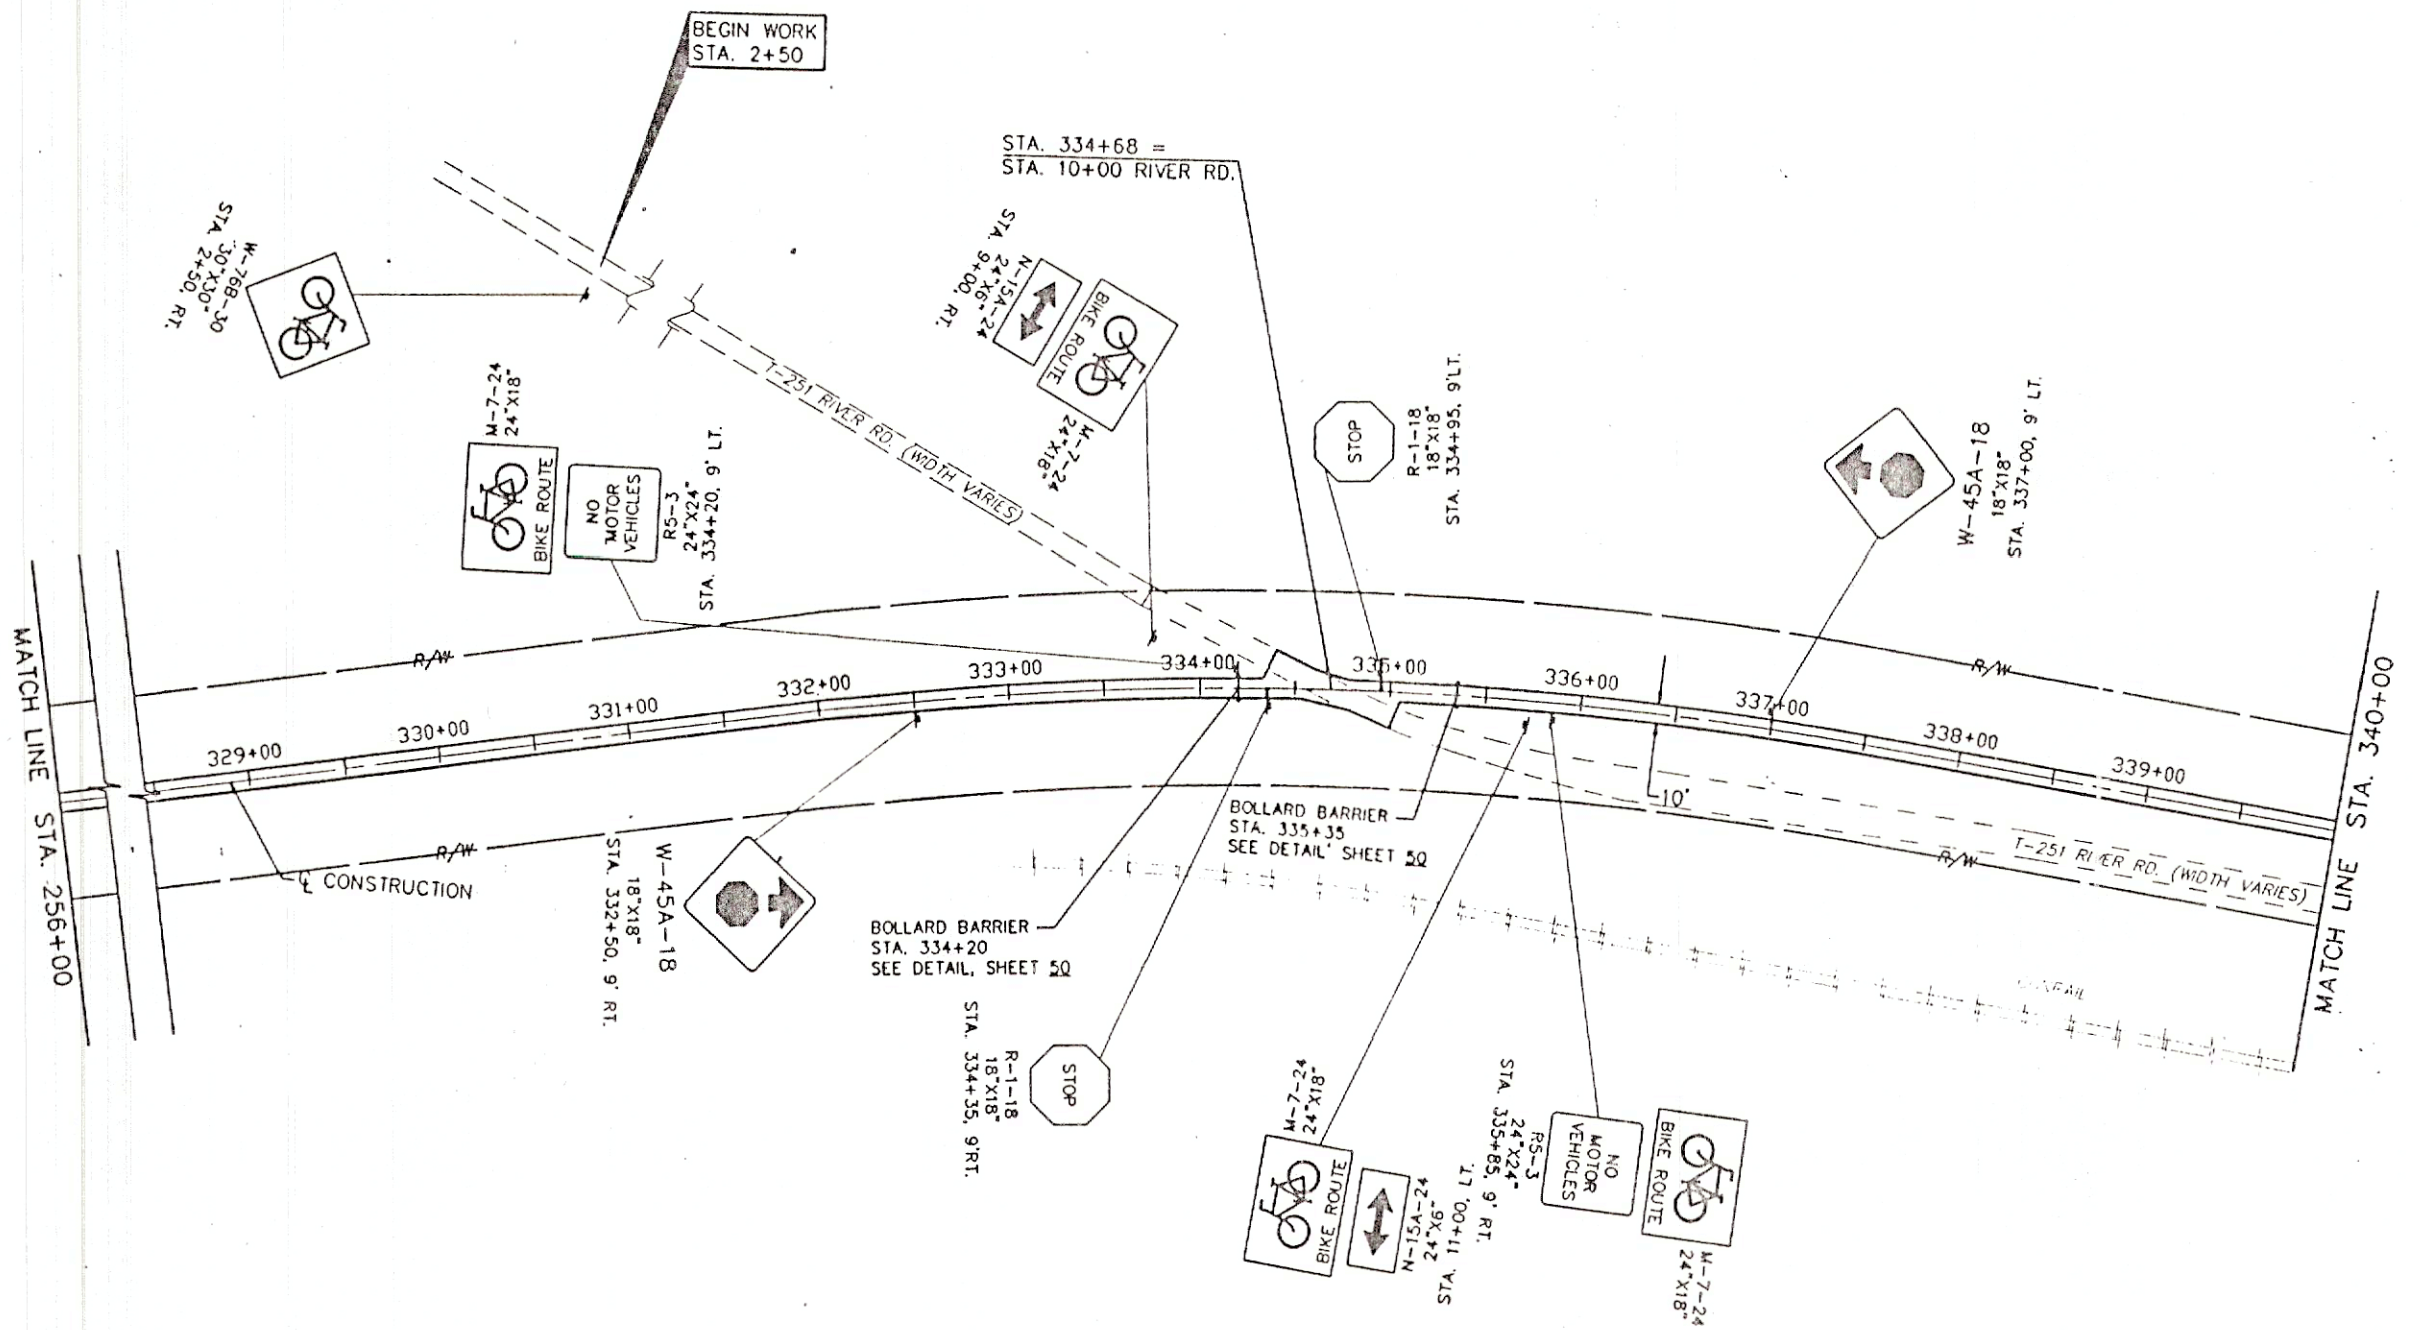 BEGIN WORK
STA. 2+50
STA. 334+68 =
STA. 10+00 RIVER RD.
W-76B-30
30"X30"
STA. 2+50, RT.
N-15A-24
24"X6"
STA. 9+00, RT.
BIKE ROUTE
M-7-24
24"X18"
T-251 RIVER RD. (WIDTH VARIES)
M-7-24
24"X18"
BIKE ROUTE
NO
MOTOR
VEHICLES
R5-3
24"X24"
STA. 334+20, 9' LT.
STOP
R-1-18
18"X18"
STA. 334+95, 9'LT.
W-45A-18
18"X18"
STA. 337+00, 9' LT.
R/W
R/W
329+00
330+00
331+00
332+00
333+00
334+00
335+00
336+00
337+00
338+00
339+00
MATCH LINE STA. 256+00
MATCH LINE STA. 340+00
R/W
R/W
℄ CONSTRUCTION
10'
T-251 RIVER RD. (WIDTH VARIES)
W-45A-18
18"X18"
STA. 332+50, 9' RT.
BOLLARD BARRIER
STA. 334+20
SEE DETAIL, SHEET 50
BOLLARD BARRIER
STA. 335+35
SEE DETAIL' SHEET 50
STOP
R-1-18
18"X18"
STA. 334+35, 9'RT.
M-7-24
24"X18"
BIKE ROUTE
N-15A-24
24"X6"
STA. 11+00, LT.
NO
MOTOR
VEHICLES
R5-3
24"X24"
STA. 335+85, 9' RT.
BIKE ROUTE
M-7-24
24"X18"